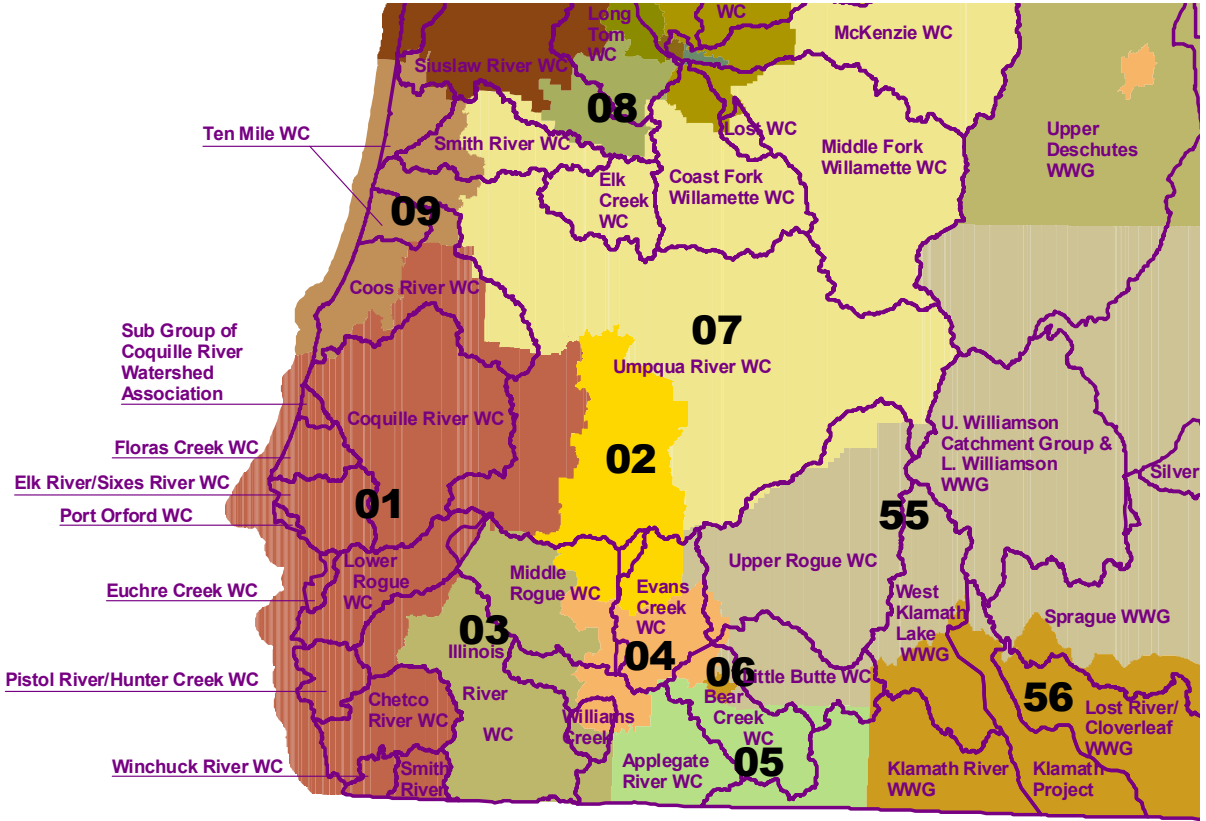 Long
Tom
WC
WC
McKenzie WC
Siuslaw River WC
08
Ten Mile WC
Smith River WC
Lost WC
Middle Fork
Willamette WC
Upper
Deschutes
WWG
Elk
Creek
WC
Coast Fork
Willamette WC
09
Coos River WC
Sub Group of
Coquille River
Watershed
Association
07
Umpqua River WC
Coquille River WC
U. Williamson
Catchment Group &
L. Williamson
WWG
Floras Creek WC
02
Silver
Elk River/Sixes River WC
01
Port Orford WC
55
Lower
Rogue
WC
Middle
Rogue WC
Upper Rogue WC
Euchre Creek WC
Evans
Creek
WC
West
Klamath
Lake
WWG
Sprague WWG
03
Illinois
River
WC
04
06
Little Butte WC
Pistol River/Hunter Creek WC
Chetco
River WC
Williams
Creek
Bear
Creek
WC
56
Lost River/
Cloverleaf
WWG
Winchuck River WC
Smith
River
Applegate
River WC
05
Klamath River
WWG
Klamath
Project